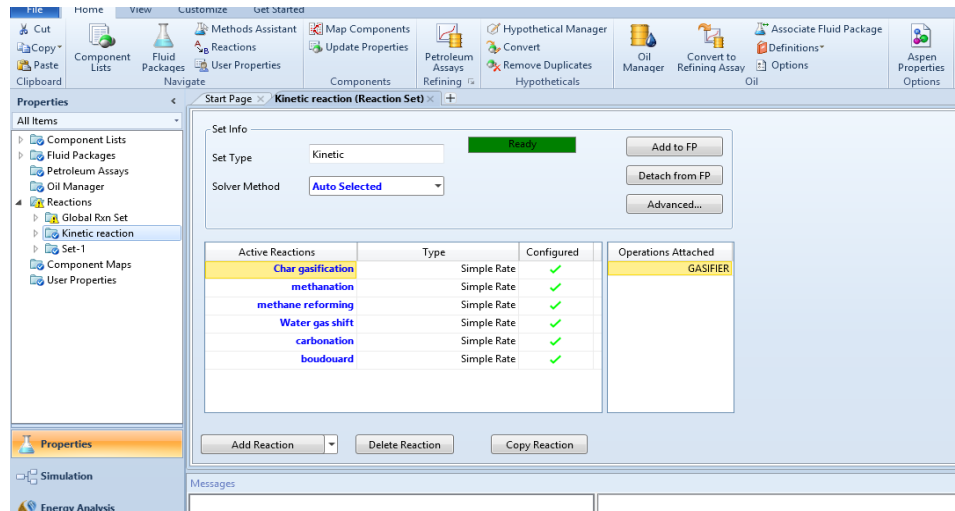 File Home View Customize Get Started
Cut Methods Assistant Map Components Hypothetical Manager Associate Fluid Package
Copy Reactions Update Properties Convert Definitions
Paste Component Lists Fluid Packages User Properties Petroleum Assays Remove Duplicates Oil Manager Convert to Refining Assay Options Aspen Properties
Clipboard Navigate Components Refining Hypotheticals Oil Options
Properties < Start Page Kinetic reaction (Reaction Set) +
All Items
Component Lists
Fluid Packages
Petroleum Assays
Oil Manager
Reactions
Global Rxn Set
Kinetic reaction
Set-1
Component Maps
User Properties
Properties
Simulation
Energy Analysis
Set Info
Set Type Kinetic Ready Add to FP
Detach from FP
Solver Method Auto Selected
Advanced...
Active Reactions Type Configured Operations Attached
Char gasification Simple Rate GASIFIER
methanation Simple Rate
methane reforming Simple Rate
Water gas shift Simple Rate
carbonation Simple Rate
boudouard Simple Rate
Add Reaction Delete Reaction Copy Reaction
Messages